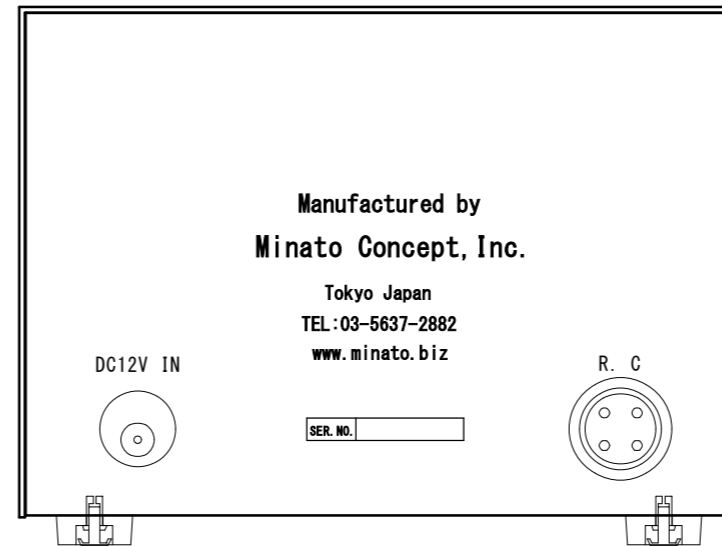 Manufactured by
Minato Concept, Inc.
Tokyo Japan
TEL:03-5637-2882
www.minato.biz
DC12V IN
R. C
SER. NO.